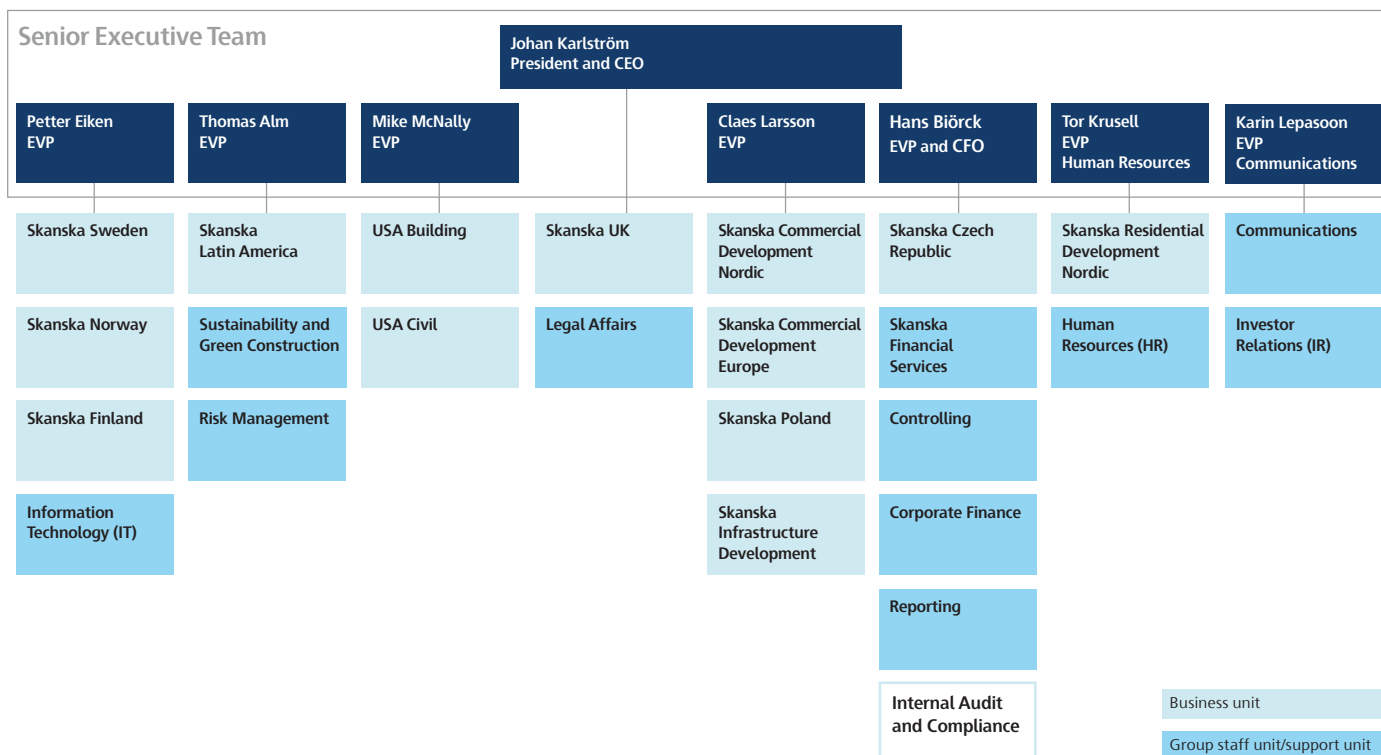 Senior Executive Team
Johan Karlström
President and CEO
Petter Eiken
EVP
Thomas Alm
EVP
Mike McNally
EVP
Claes Larsson
EVP
Hans Biörck
EVP and CFO
Tor Krusell
EVP
Human Resources
Karin Lepasoon
EVP
Communications
Skanska Sweden
Skanska
Latin America
USA Building
Skanska UK
Skanska Commercial
Development
Nordic
Skanska Czech
Republic
Skanska Residential
Development
Nordic
Communications
Skanska Norway
Sustainability and
Green Construction
USA Civil
Legal Affairs
Skanska Commercial
Development
Europe
Skanska
Financial
Services
Human
Resources (HR)
Investor
Relations (IR)
Skanska Finland
Risk Management
Skanska Poland
Controlling
Information
Technology (IT)
Skanska
Infrastructure
Development
Corporate Finance
Reporting
Internal Audit
and Compliance
Business unit
Group staff unit/support unit